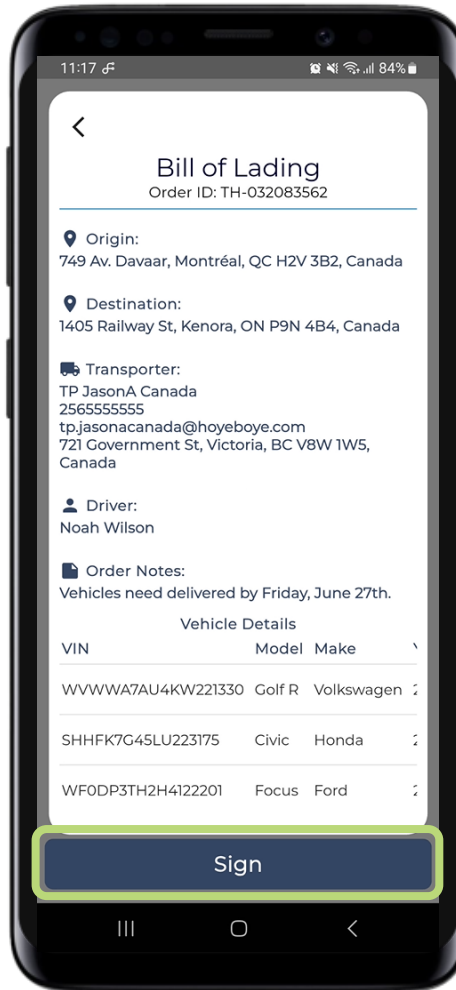 11:17
84%
Bill of Lading
Order ID: TH-032083562
Origin:
749 Av. Davaar, Montréal, QC H2V 3B2, Canada
Destination:
1405 Railway St, Kenora, ON P9N 4B4, Canada
Transporter:
TP JasonA Canada
2565555555
tp.jasonacanada@hoyeboye.com
721 Government St, Victoria, BC V8W 1W5,
Canada
Driver:
Noah Wilson
Order Notes:
Vehicles need delivered by Friday, June 27th.
Vehicle Details
VIN Model Make
WVWWA7AU4KW221330 Golf R Volkswagen 2
SHHFK7G45LU223175 Civic Honda 2
WF0DP3TH2H4122201 Focus Ford 2
Sign